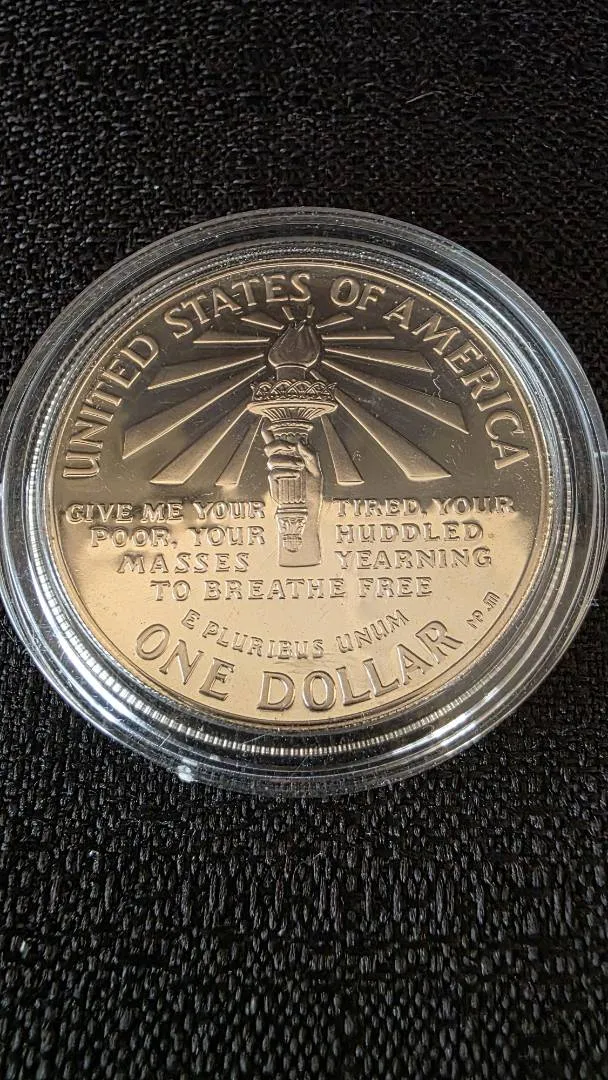 UNITED STATES OF AMERICA
GIVE ME YOUR TIRED, YOUR
POOR, YOUR HUDDLED
MASSES YEARNING
TO BREATHE FREE
E PLURIBUS UNUM
ONE DOLLAR